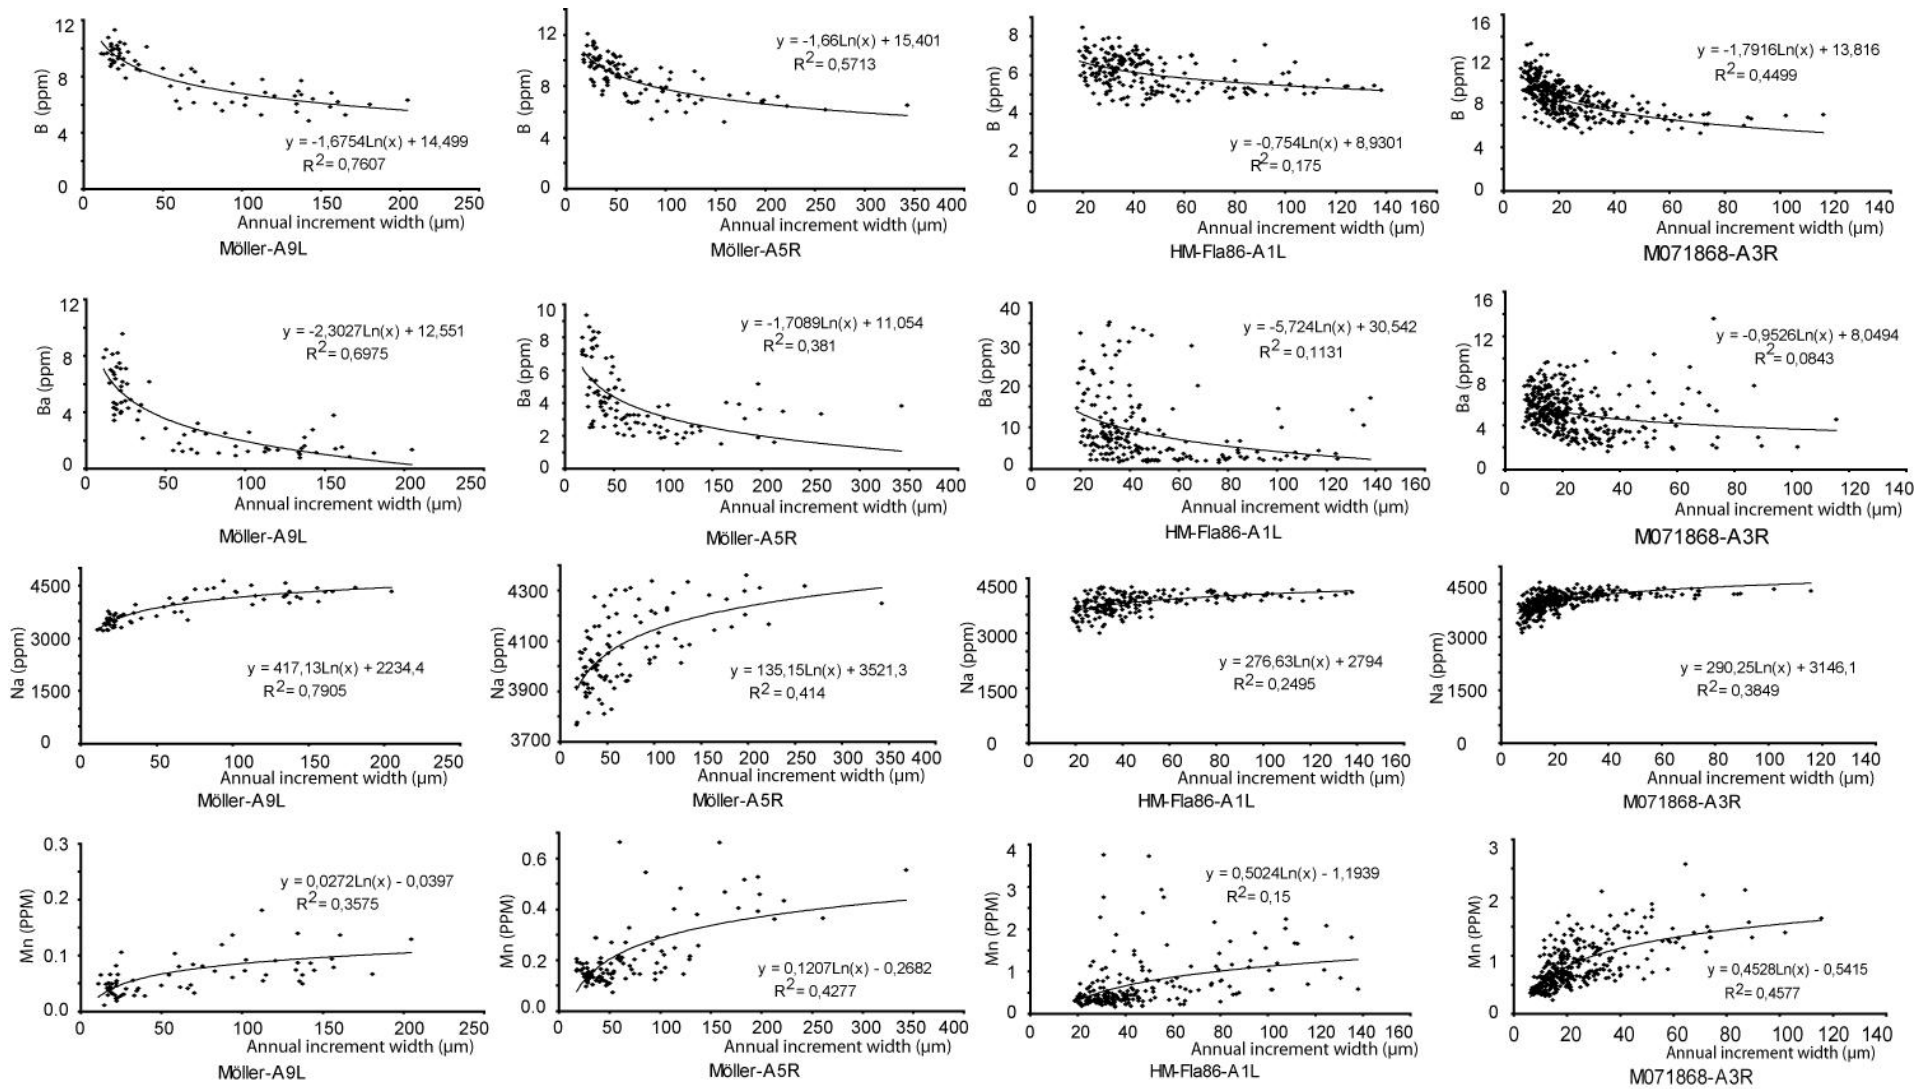 12
8
4
0
B (ppm)
y = -1,6754Ln(x) + 14,499
R2= 0,7607
0 50 100 150 200 250
Annual increment width (µm)
Möller-A9L
12
8
4
0
B (ppm)
y = -1,66Ln(x) + 15,401
R2= 0,5713
0 50 100 150 200 250 300 350 400
Annual increment width (µm)
Möller-A5R
8
6
4
2
0
B (ppm)
y = -0,754Ln(x) + 8,9301
R2= 0,175
0 20 40 60 80 100 120 140 160
Annual increment width (µm)
HM-Fla86-A1L
16
12
8
4
0
B (ppm)
y = -1,7916Ln(x) + 13,816
R2= 0,4499
0 20 40 60 80 100 120 140
Annual increment width (µm)
M071868-A3R
12
8
4
0
Ba (ppm)
y = -2,3027Ln(x) + 12,551
R2= 0,6975
0 50 100 150 200 250
Annual increment width (µm)
Möller-A9L
10
8
6
4
2
0
Ba (ppm)
y = -1,7089Ln(x) + 11,054
R2= 0,381
0 50 100 150 200 250 300 350 400
Annual increment width (µm)
Möller-A5R
40
30
20
10
0
Ba (ppm)
y = -5,724Ln(x) + 30,542
R2= 0,1131
0 20 40 60 80 100 120 140 160
Annual increment width (µm)
HM-Fla86-A1L
16
12
8
4
0
Ba (ppm)
y = -0,9526Ln(x) + 8,0494
R2= 0,0843
0 20 40 60 80 100 120 140
Annual increment width (µm)
M071868-A3R
4500
3000
1500
0
Na (ppm)
y = 417,13Ln(x) + 2234,4
R2= 0,7905
0 50 100 150 200 250
Annual increment width (µm)
Möller-A9L
4300
4100
3900
3700
Na (ppm)
y = 135,15Ln(x) + 3521,3
R2= 0,414
0 50 100 150 200 250 300 350 400
Annual increment width (µm)
Möller-A5R
4500
3000
1500
0
Na (ppm)
y = 276,63Ln(x) + 2794
R2= 0,2495
0 20 40 60 80 100 120 140 160
Annual increment width (µm)
HM-Fla86-A1L
4500
3000
1500
0
Na (ppm)
y = 290,25Ln(x) + 3146,1
R2= 0,3849
0 20 40 60 80 100 120 140
Annual increment width (µm)
M071868-A3R
0.3
0.2
0.1
0.0
Mn (PPM)
y = 0,0272Ln(x) - 0,0397
R2= 0,3575
0 50 100 150 200 250
Annual increment width (µm)
Möller-A9L
0.6
0.4
0.2
0.0
Mn (PPM)
y = 0,1207Ln(x) - 0,2682
R2= 0,4277
0 50 100 150 200 250 300 350 400
Annual increment width (µm)
Möller-A5R
4
3
2
1
0
Mn (PPM)
y = 0,5024Ln(x) - 1,1939
R2= 0,15
0 20 40 60 80 100 120 140 160
Annual increment width (µm)
HM-Fla86-A1L
3
2
1
0
Mn (PPM)
y = 0,4528Ln(x) - 0,5415
R2= 0,4577
0 20 40 60 80 100 120 140
Annual increment width (µm)
M071868-A3R